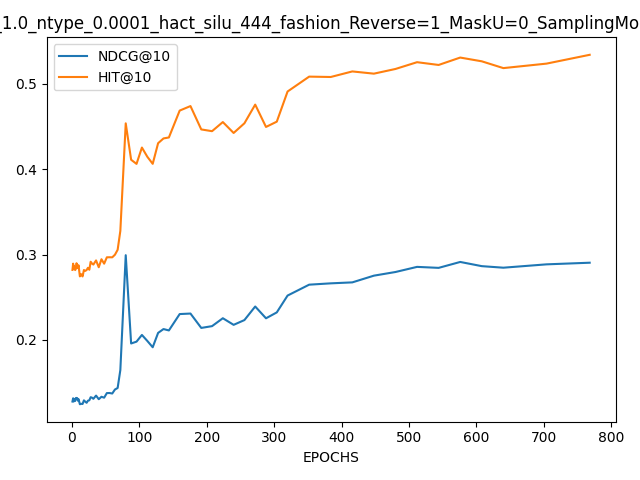 _1.0_ntype_0.0001_hact_silu_444_fashion_Reverse=1_MaskU=0_SamplingMo
NDCG@10
HIT@10
0.5
0.4
0.3
0.2
0 100 200 300 400 500 600 700 800
EPOCHS